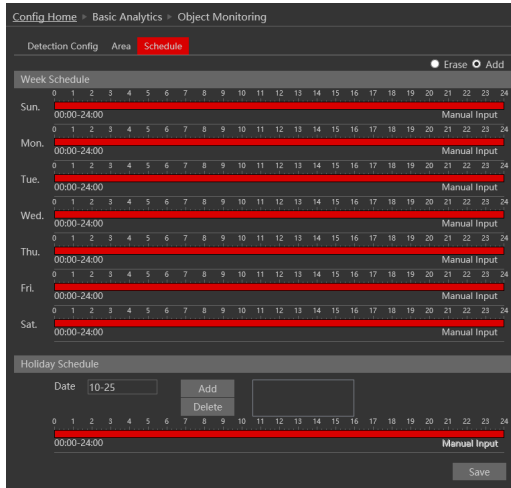 Config Home ▸ Basic Analytics ▸ Object Monitoring
Detection Config Area Schedule
Erase Add
Week Schedule
0 1 2 3 4 5 6 7 8 9 10 11 12 13 14 15 16 17 18 19 20 21 22 23 24
Sun.
00:00-24:00 Manual Input
0 1 2 3 4 5 6 7 8 9 10 11 12 13 14 15 16 17 18 19 20 21 22 23 24
Mon.
00:00-24:00 Manual Input
0 1 2 3 4 5 6 7 8 9 10 11 12 13 14 15 16 17 18 19 20 21 22 23 24
Tue.
00:00-24:00 Manual Input
0 1 2 3 4 5 6 7 8 9 10 11 12 13 14 15 16 17 18 19 20 21 22 23 24
Wed.
00:00-24:00 Manual Input
0 1 2 3 4 5 6 7 8 9 10 11 12 13 14 15 16 17 18 19 20 21 22 23 24
Thu.
00:00-24:00 Manual Input
0 1 2 3 4 5 6 7 8 9 10 11 12 13 14 15 16 17 18 19 20 21 22 23 24
Fri.
00:00-24:00 Manual Input
0 1 2 3 4 5 6 7 8 9 10 11 12 13 14 15 16 17 18 19 20 21 22 23 24
Sat.
00:00-24:00 Manual Input
Holiday Schedule
Date 10-25 Add
Delete
0 1 2 3 4 5 6 7 8 9 10 11 12 13 14 15 16 17 18 19 20 21 22 23 24
00:00-24:00 Manual Input
Save